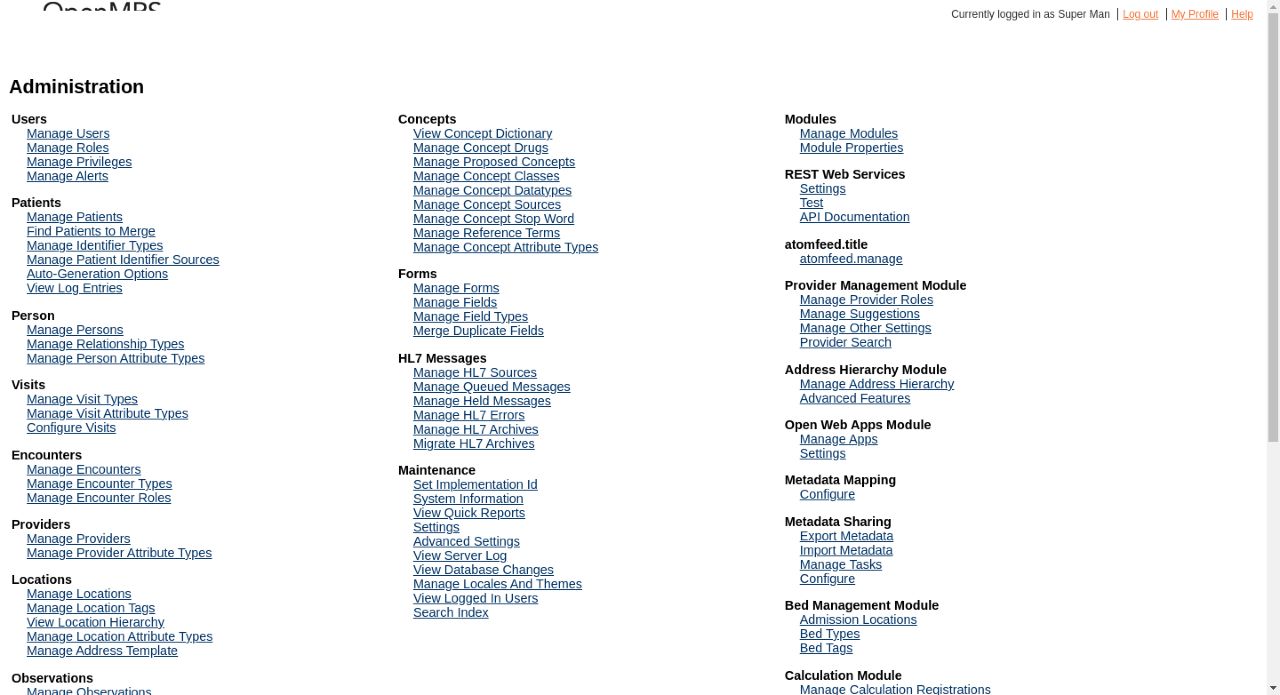 OpenMRS
Currently logged in as Super Man
Log out
My Profile
Help
Administration
Users
Manage Users
Manage Roles
Manage Privileges
Manage Alerts
Patients
Manage Patients
Find Patients to Merge
Manage Identifier Types
Manage Patient Identifier Sources
Auto-Generation Options
View Log Entries
Person
Manage Persons
Manage Relationship Types
Manage Person Attribute Types
Visits
Manage Visit Types
Manage Visit Attribute Types
Configure Visits
Encounters
Manage Encounters
Manage Encounter Types
Manage Encounter Roles
Providers
Manage Providers
Manage Provider Attribute Types
Locations
Manage Locations
Manage Location Tags
View Location Hierarchy
Manage Location Attribute Types
Manage Address Template
Observations
Manage Observations
Concepts
View Concept Dictionary
Manage Concept Drugs
Manage Proposed Concepts
Manage Concept Classes
Manage Concept Datatypes
Manage Concept Sources
Manage Concept Stop Word
Manage Reference Terms
Manage Concept Attribute Types
Forms
Manage Forms
Manage Fields
Manage Field Types
Merge Duplicate Fields
HL7 Messages
Manage HL7 Sources
Manage Queued Messages
Manage Held Messages
Manage HL7 Errors
Manage HL7 Archives
Migrate HL7 Archives
Maintenance
Set Implementation Id
System Information
View Quick Reports
Settings
Advanced Settings
View Server Log
View Database Changes
Manage Locales And Themes
View Logged In Users
Search Index
Modules
Manage Modules
Module Properties
REST Web Services
Settings
Test
API Documentation
atomfeed.title
atomfeed.manage
Provider Management Module
Manage Provider Roles
Manage Suggestions
Manage Other Settings
Provider Search
Address Hierarchy Module
Manage Address Hierarchy
Advanced Features
Open Web Apps Module
Manage Apps
Settings
Metadata Mapping
Configure
Metadata Sharing
Export Metadata
Import Metadata
Manage Tasks
Configure
Bed Management Module
Admission Locations
Bed Types
Bed Tags
Calculation Module
Manage Calculation Registrations